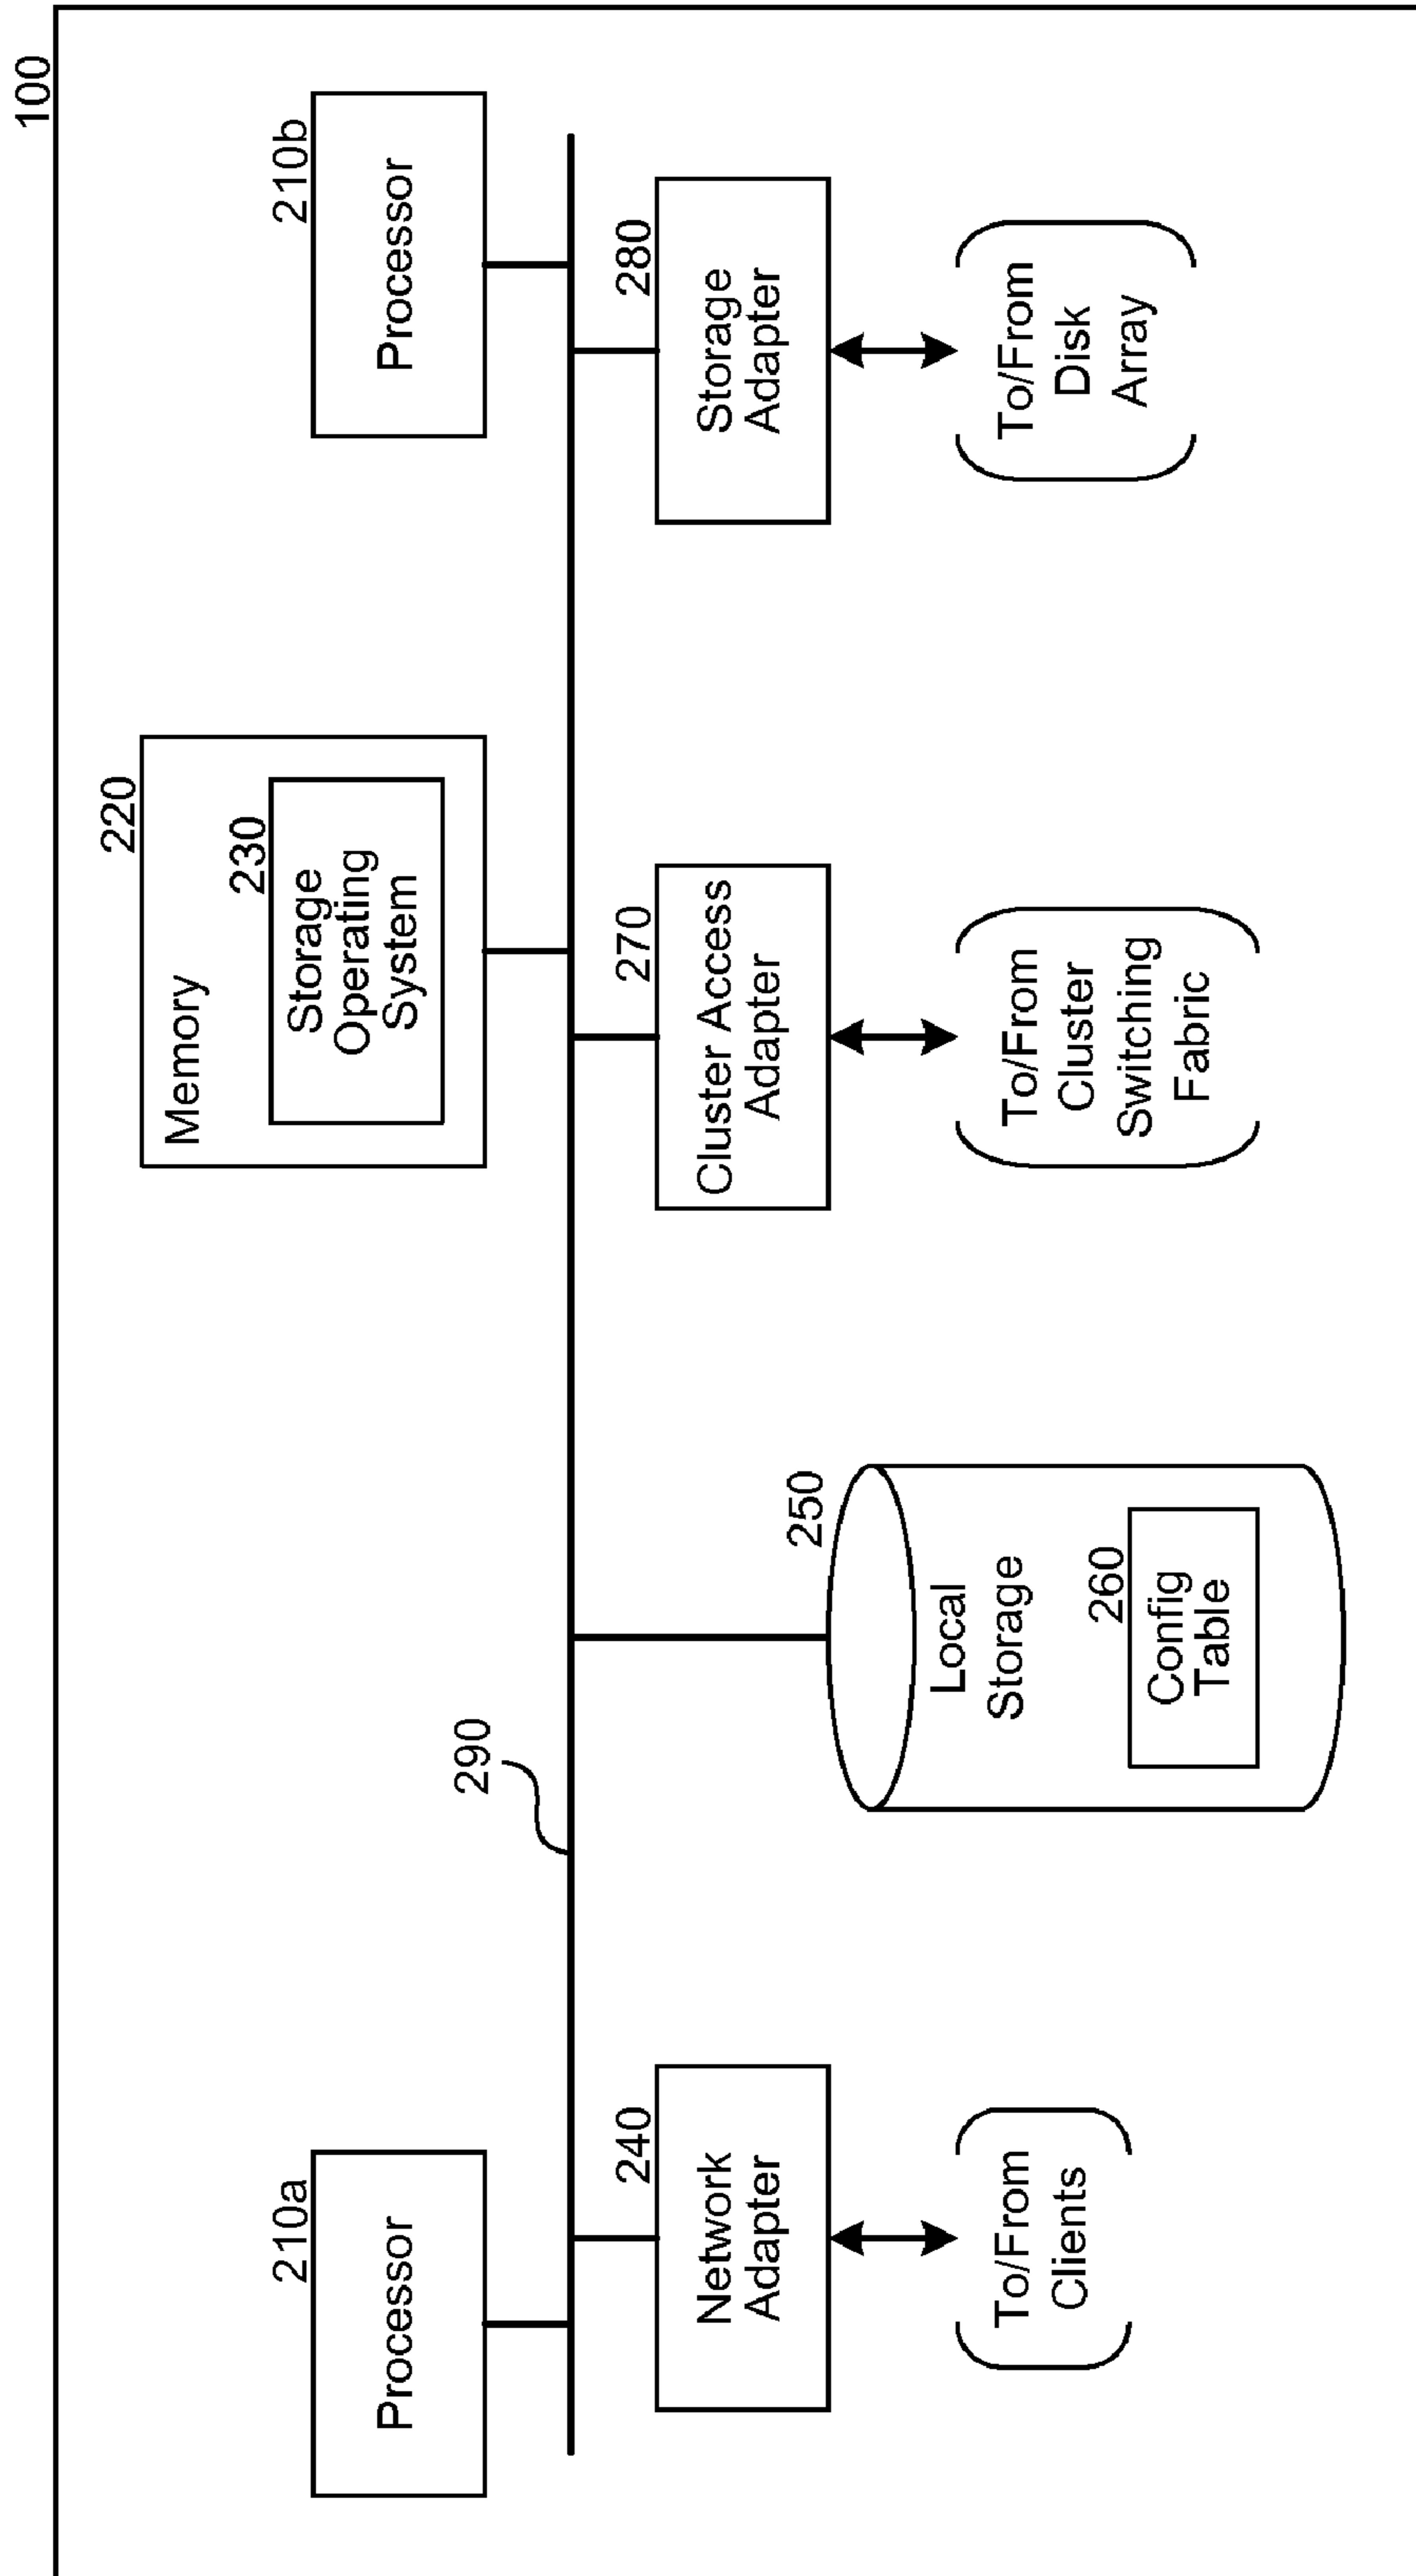 100
210a
Processor
220
Memory
230
Storage
Operating
System
210b
Processor
290
240
Network
Adapter
250
Local
Storage
260
Config
Table
270
Cluster Access
Adapter
280
Storage
Adapter
To/From
Clients
To/From
Cluster
Switching
Fabric
To/From
Disk
Array